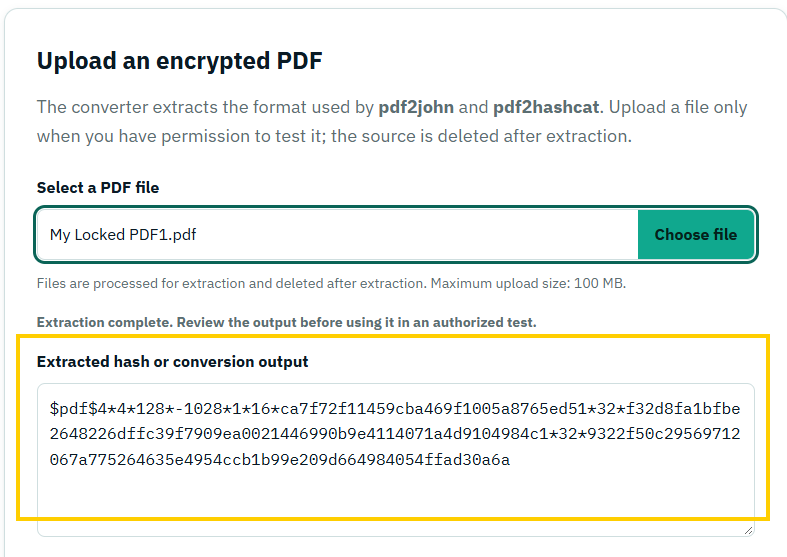 Upload an encrypted PDF
The converter extracts the format used by pdf2john and pdf2hashcat. Upload a file only
when you have permission to test it; the source is deleted after extraction.
Select a PDF file
My Locked PDF1.pdf
Choose file
Files are processed for extraction and deleted after extraction. Maximum upload size: 100 MB.
Extraction complete. Review the output before using it in an authorized test.
Extracted hash or conversion output
$pdf$4*4*128*-1028*1*16*ca7f72f11459cba469f1005a8765ed51*32*f32d8fa1bfbe
2648226dffc39f7909ea0021446990b9e4114071a4d9104984c1*32*9322f50c29569712
067a775264635e4954ccb1b99e209d664984054ffad30a6a